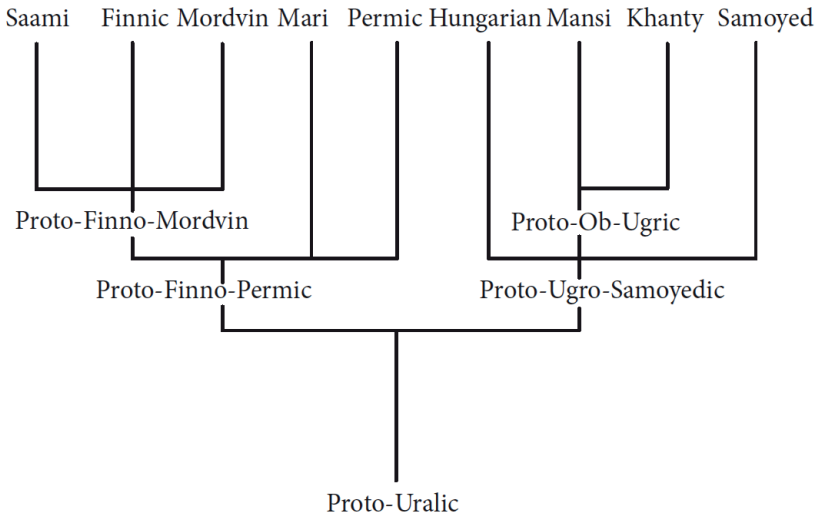 Saami Finnic Mordvin Mari Permic Hungarian Mansi Khanty Samoyed
Proto-Finno-Mordvin Proto-Ob-Ugric
Proto-Finno-Permic Proto-Ugro-Samoyedic
Proto-Uralic